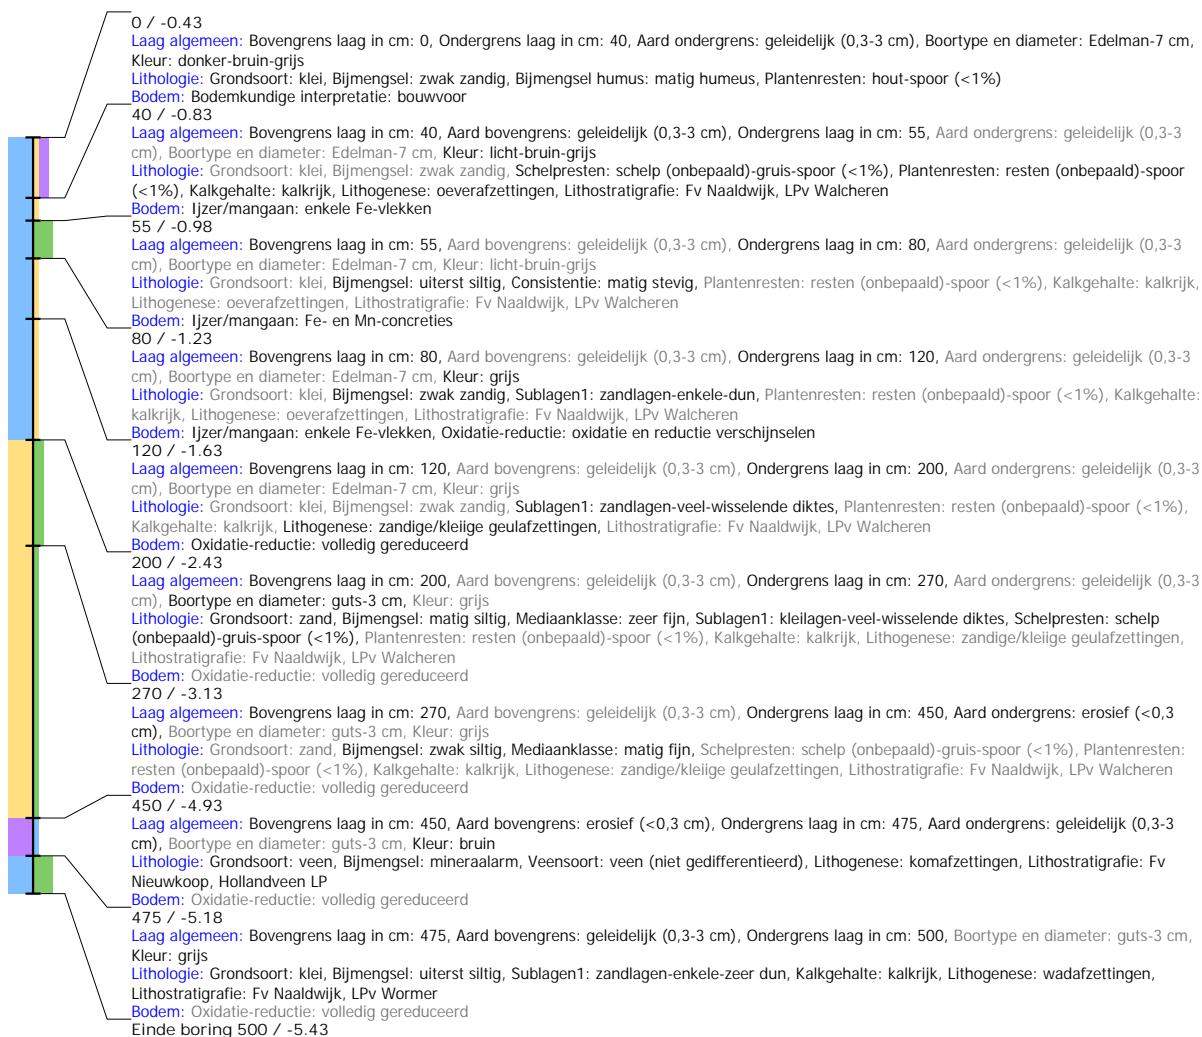 0 / -0.43
Laag algemeen: Bovengrens laag in cm: 0, Ondergrens laag in cm: 40, Aard ondergrens: geleidelijk (0,3-3 cm), Boortype en diameter: Edelman-7 cm,
Kleur: donker-bruin-grijs
Lithologie: Grondsoort: klei, Bijmengsel: zwak zandig, Bijmengsel humus: matig humeus, Plantenresten: hout-spoor (<1%)
Bodem: Bodemkundige interpretatie: bouwvoor
40 / -0.83
Laag algemeen: Bovengrens laag in cm: 40, Aard bovengrens: geleidelijk (0,3-3 cm), Ondergrens laag in cm: 55, Aard ondergrens: geleidelijk (0,3-3
cm), Boortype en diameter: Edelman-7 cm, Kleur: licht-bruin-grijs
Lithologie: Grondsoort: klei, Bijmengsel: zwak zandig, Schelpresten: schelp (onbepaald)-gruis-spoor (<1%), Plantenresten: resten (onbepaald)-spoor
(<1%), Kalkgehalte: kalkrijk, Lithogenese: oeverafzettingen, Lithostratigrafie: Fv Naaldwijk, LPv Walcheren
Bodem: Ijzer/mangaan: enkele Fe-vlekken
55 / -0.98
Laag algemeen: Bovengrens laag in cm: 55, Aard bovengrens: geleidelijk (0,3-3 cm), Ondergrens laag in cm: 80, Aard ondergrens: geleidelijk (0,3-3
cm), Boortype en diameter: Edelman-7 cm, Kleur: licht-bruin-grijs
Lithologie: Grondsoort: klei, Bijmengsel: uiterst siltig, Consistentie: matig stevig, Plantenresten: resten (onbepaald)-spoor (<1%), Kalkgehalte: kalkrijk,
Lithogenese: oeverafzettingen, Lithostratigrafie: Fv Naaldwijk, LPv Walcheren
Bodem: Ijzer/mangaan: Fe- en Mn-concreties
80 / -1.23
Laag algemeen: Bovengrens laag in cm: 80, Aard bovengrens: geleidelijk (0,3-3 cm), Ondergrens laag in cm: 120, Aard ondergrens: geleidelijk (0,3-3
cm), Boortype en diameter: Edelman-7 cm, Kleur: grijs
Lithologie: Grondsoort: klei, Bijmengsel: zwak zandig, Sublagen1: zandlagen-enkele-dun, Plantenresten: resten (onbepaald)-spoor (<1%), Kalkgehalte:
kalkrijk, Lithogenese: oeverafzettingen, Lithostratigrafie: Fv Naaldwijk, LPv Walcheren
Bodem: Ijzer/mangaan: enkele Fe-vlekken, Oxidatie-reductie: oxidatie en reductie verschijnselen
120 / -1.63
Laag algemeen: Bovengrens laag in cm: 120, Aard bovengrens: geleidelijk (0,3-3 cm), Ondergrens laag in cm: 200, Aard ondergrens: geleidelijk (0,3-3
cm), Boortype en diameter: Edelman-7 cm, Kleur: grijs
Lithologie: Grondsoort: klei, Bijmengsel: zwak zandig, Sublagen1: zandlagen-veel-wisselende diktes, Plantenresten: resten (onbepaald)-spoor (<1%),
Kalkgehalte: kalkrijk, Lithogenese: zandige/kleiige geulafzettingen, Lithostratigrafie: Fv Naaldwijk, LPv Walcheren
Bodem: Oxidatie-reductie: volledig gereduceerd
200 / -2.43
Laag algemeen: Bovengrens laag in cm: 200, Aard bovengrens: geleidelijk (0,3-3 cm), Ondergrens laag in cm: 270, Aard ondergrens: geleidelijk (0,3-3
cm), Boortype en diameter: guts-3 cm, Kleur: grijs
Lithologie: Grondsoort: zand, Bijmengsel: matig siltig, Mediaanklasse: zeer fijn, Sublagen1: kleilagen-veel-wisselende diktes, Schelpresten: schelp
(onbepaald)-gruis-spoor (<1%), Plantenresten: resten (onbepaald)-spoor (<1%), Kalkgehalte: kalkrijk, Lithogenese: zandige/kleiige geulafzettingen,
Lithostratigrafie: Fv Naaldwijk, LPv Walcheren
Bodem: Oxidatie-reductie: volledig gereduceerd
270 / -3.13
Laag algemeen: Bovengrens laag in cm: 270, Aard bovengrens: geleidelijk (0,3-3 cm), Ondergrens laag in cm: 450, Aard ondergrens: erosief (<0,3
cm), Boortype en diameter: guts-3 cm, Kleur: grijs
Lithologie: Grondsoort: zand, Bijmengsel: zwak siltig, Mediaanklasse: matig fijn, Schelpresten: schelp (onbepaald)-gruis-spoor (<1%), Plantenresten:
resten (onbepaald)-spoor (<1%), Kalkgehalte: kalkrijk, Lithogenese: zandige/kleiige geulafzettingen, Lithostratigrafie: Fv Naaldwijk, LPv Walcheren
Bodem: Oxidatie-reductie: volledig gereduceerd
450 / -4.93
Laag algemeen: Bovengrens laag in cm: 450, Aard bovengrens: erosief (<0,3 cm), Ondergrens laag in cm: 475, Aard ondergrens: geleidelijk (0,3-3
cm), Boortype en diameter: guts-3 cm, Kleur: bruin
Lithologie: Grondsoort: veen, Bijmengsel: mineraalarm, Veensoort: veen (niet gedifferentieerd), Lithogenese: komafzettingen, Lithostratigrafie: Fv
Nieuwkoop, Hollandveen LP
Bodem: Oxidatie-reductie: volledig gereduceerd
475 / -5.18
Laag algemeen: Bovengrens laag in cm: 475, Aard bovengrens: geleidelijk (0,3-3 cm), Ondergrens laag in cm: 500, Boortype en diameter: guts-3 cm,
Kleur: grijs
Lithologie: Grondsoort: klei, Bijmengsel: uiterst siltig, Sublagen1: zandlagen-enkele-zeer dun, Kalkgehalte: kalkrijk, Lithogenese: wadafzettingen,
Lithostratigrafie: Fv Naaldwijk, LPv Wormer
Bodem: Oxidatie-reductie: volledig gereduceerd
Einde boring 500 / -5.43